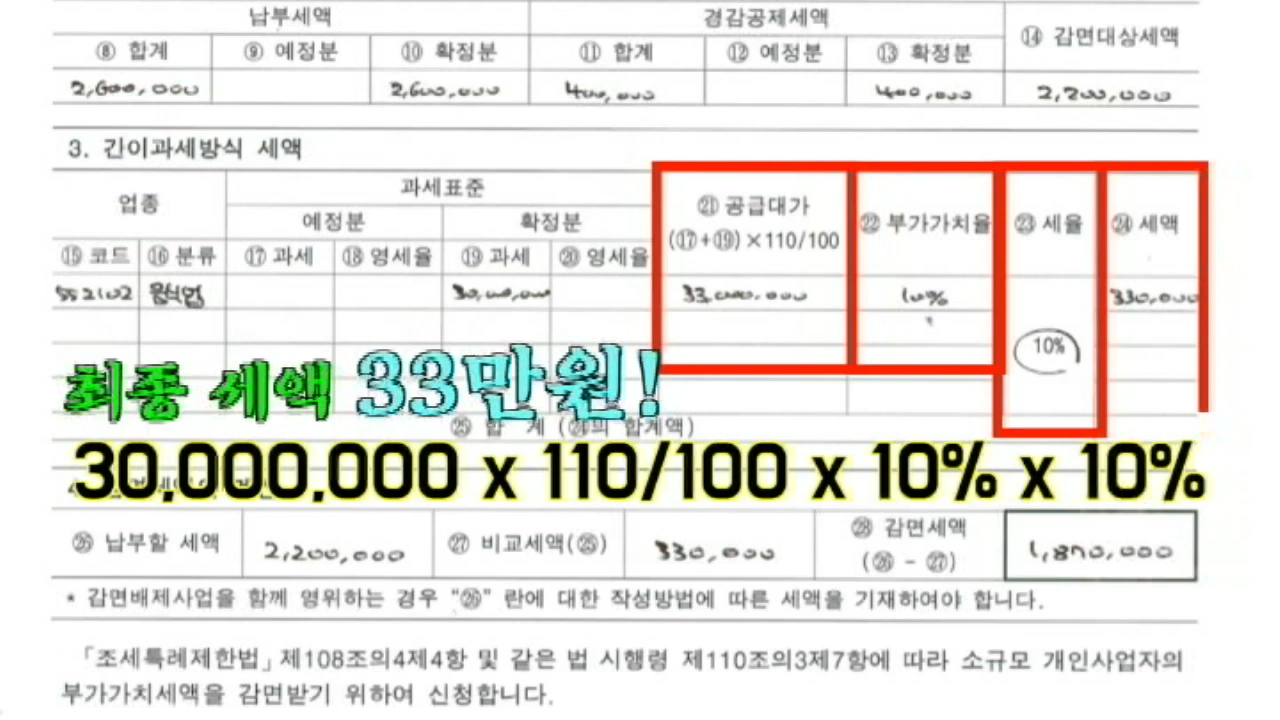 납부세액 경감공제세액 ⑭ 감면대상세액
⑧ 합계 ⑨ 예정분 ⑩ 확정분 ⑪ 합계 ⑫ 예정분 ⑬ 확정분
2,600,000 2,600,000 400,000 400,000 2,200,000
3. 간이과세방식 세액
업종 과세표준 ㉑ 공급대가 (⑰+⑲)×110/100 ㉒ 부가가치율 ㉓ 세율 ㉔ 세액
예정분 확정분
⑮ 코드 ⑯ 분류 ⑰ 과세 ⑱ 영세율 ⑲ 과세 ⑳ 영세율
552102 음식업 30,000,000 33,000,000 10% 330,000
10%
최종 세액 33만원!
㉕ 합 계 (㉔의 합계액)
30,000,000 x 110/100 x 10% x 10%
㉖ 납부할 세액 2,200,000 ㉗ 비교세액(㉕) 330,000 ㉘ 감면세액 (㉖ - ㉗) 1,870,000
* 감면배제사업을 함께 영위하는 경우 "㉖" 란에 대한 작성방법에 따른 세액을 기재하여야 합니다.
「조세특례제한법」제108조의4제4항 및 같은 법 시행령 제110조의3제7항에 따라 소규모 개인사업자의
부가가치세액을 감면받기 위하여 신청합니다.